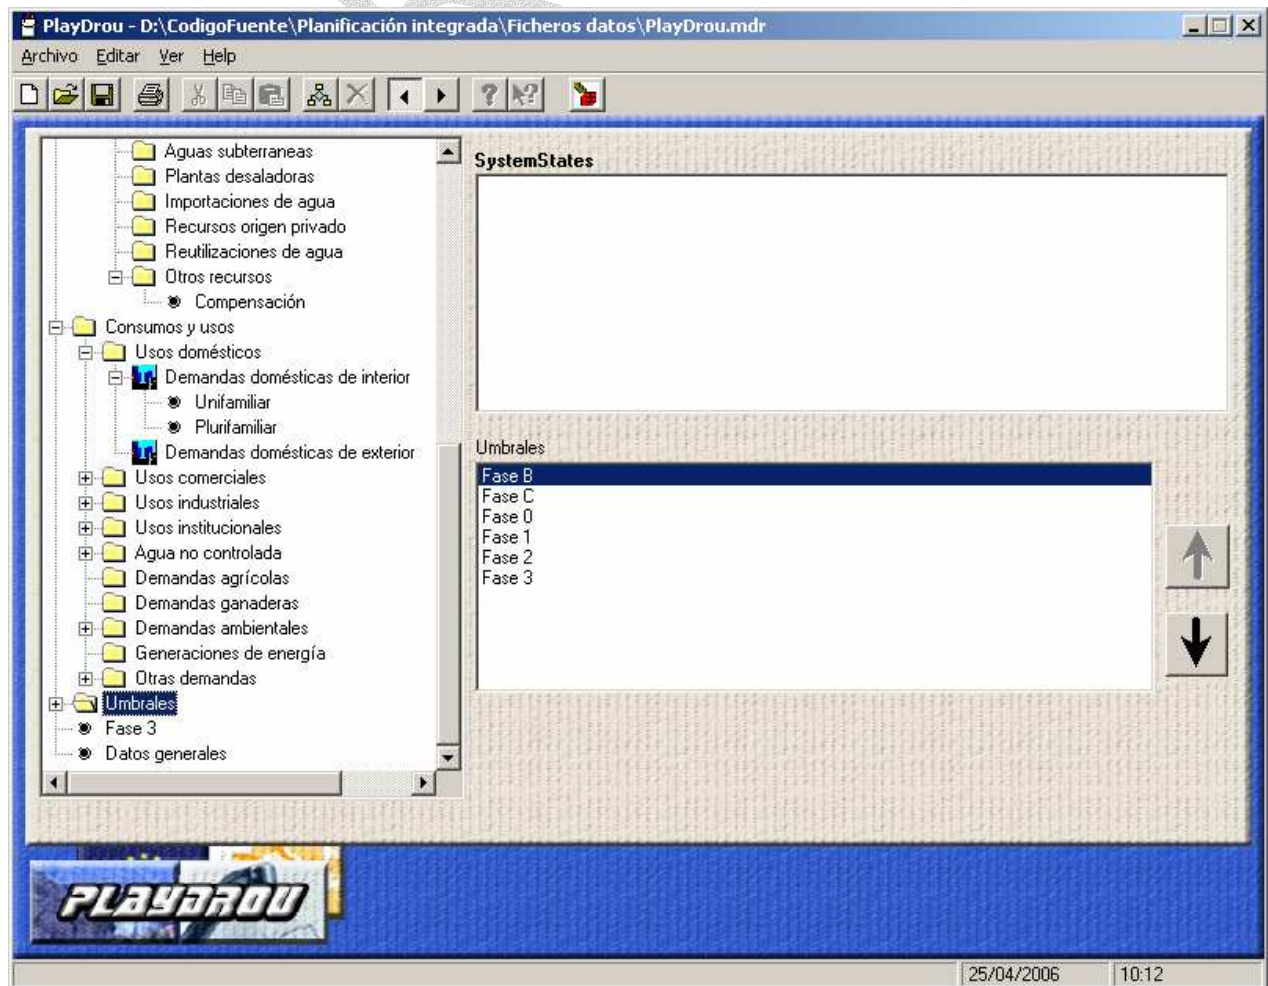 PlayDrou - D:\CodigoFuente\Planificación integrada\Ficheros datos\PlayDrou.mdr
Archivo Editar Ver Help
Aguas subterraneas
Plantas desaladoras
Importaciones de agua
Recursos origen privado
Reutilizaciones de agua
Otros recursos
Compensación
Consumos y usos
Usos domésticos
Demandas domésticas de interior
Unifamiliar
Plurifamiliar
Demandas domésticas de exterior
Usos comerciales
Usos industriales
Usos institucionales
Agua no controlada
Demandas agrícolas
Demandas ganaderas
Demandas ambientales
Generaciones de energía
Otras demandas
Umbrales
Fase 3
Datos generales
SystemStates
Umbrales
Fase B
Fase C
Fase 0
Fase 1
Fase 2
Fase 3
PLAYDROU
25/04/2006 10:12